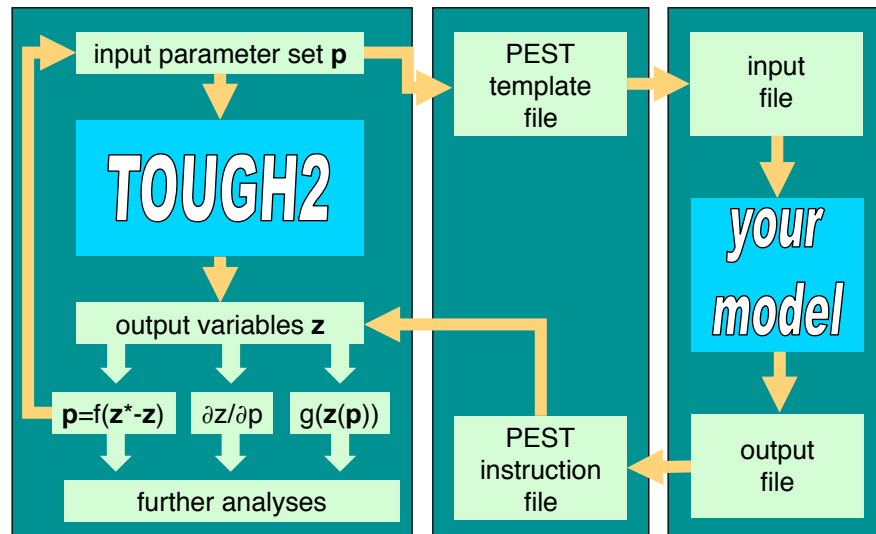 input parameter set p
TOUGH2
output variables z
p=f(z*-z)
∂z/∂p
g(z(p))
further analyses
PEST
template
file
PEST
instruction
file
input
file
your
model
output
file